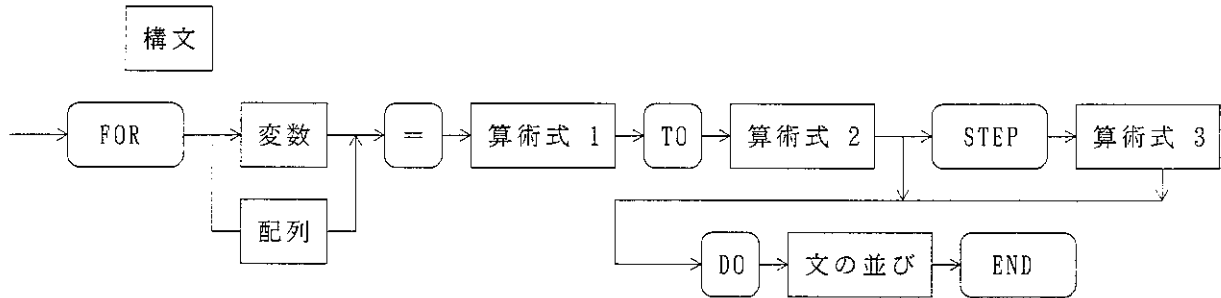 構文
FOR 変数 = 算術式 1 TO 算術式 2 STEP 算術式 3
配列
DO 文の並び END